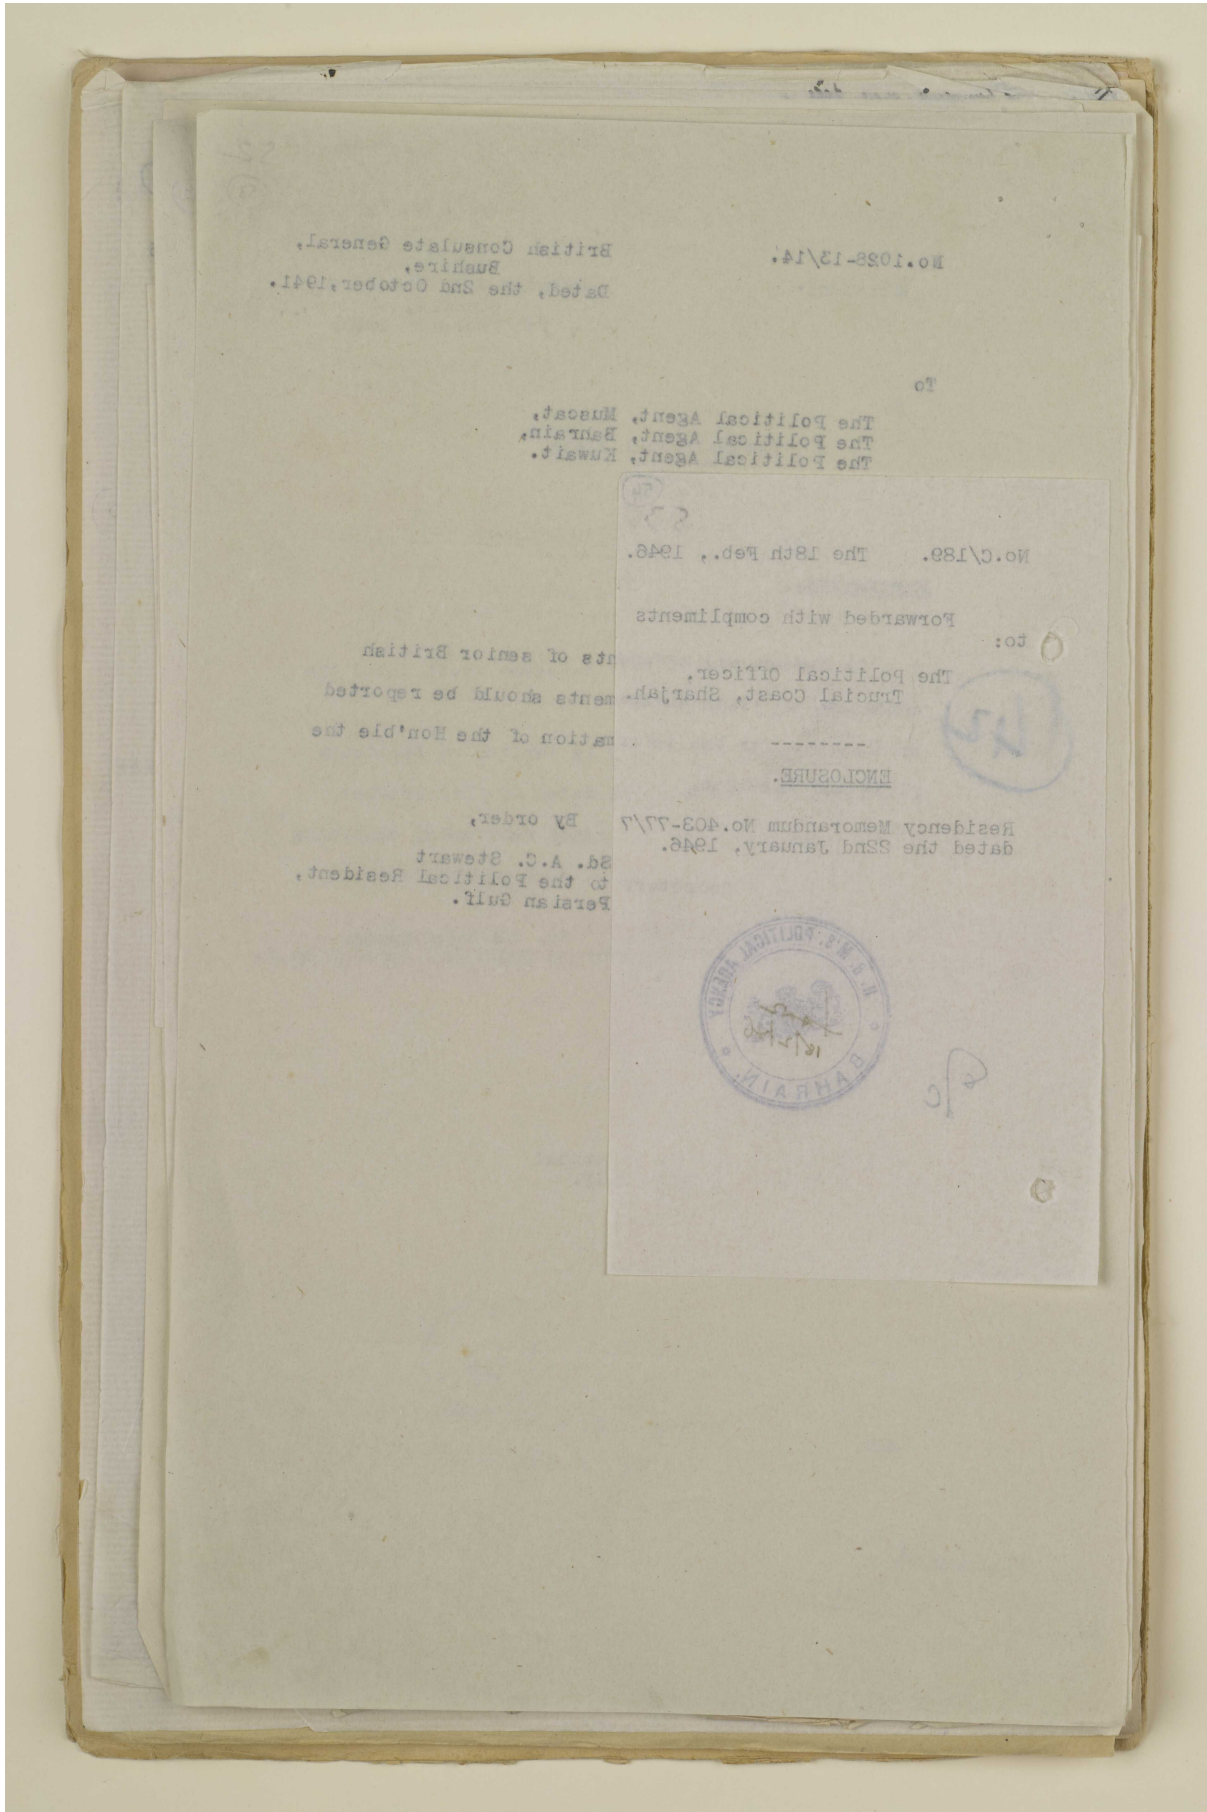 No.1028-13/14.
British Consulate General,
Bushire,
Dated, the 2nd October,1941.
To
The Political Agent, Muscat,
The Political Agent, Bahrain,
The Political Agent, Kuwait.
nts of senior British
ments should be reported
mation of the Hon'ble the
By order,
Sd. A.C. Stewart
to the Political Resident,
Persian Gulf.
53
No.C/189. The 18th Feb., 1946.
Forwarded with compliments
to:
The Political Officer,
Trucial Coast, Sharjah.
--------
ENCLOSURE.
Residency Memorandum No.403-77/7
dated the 22nd January, 1946.
42
H.B.M'S. POLITICAL AGENCY
BAHRAIN.